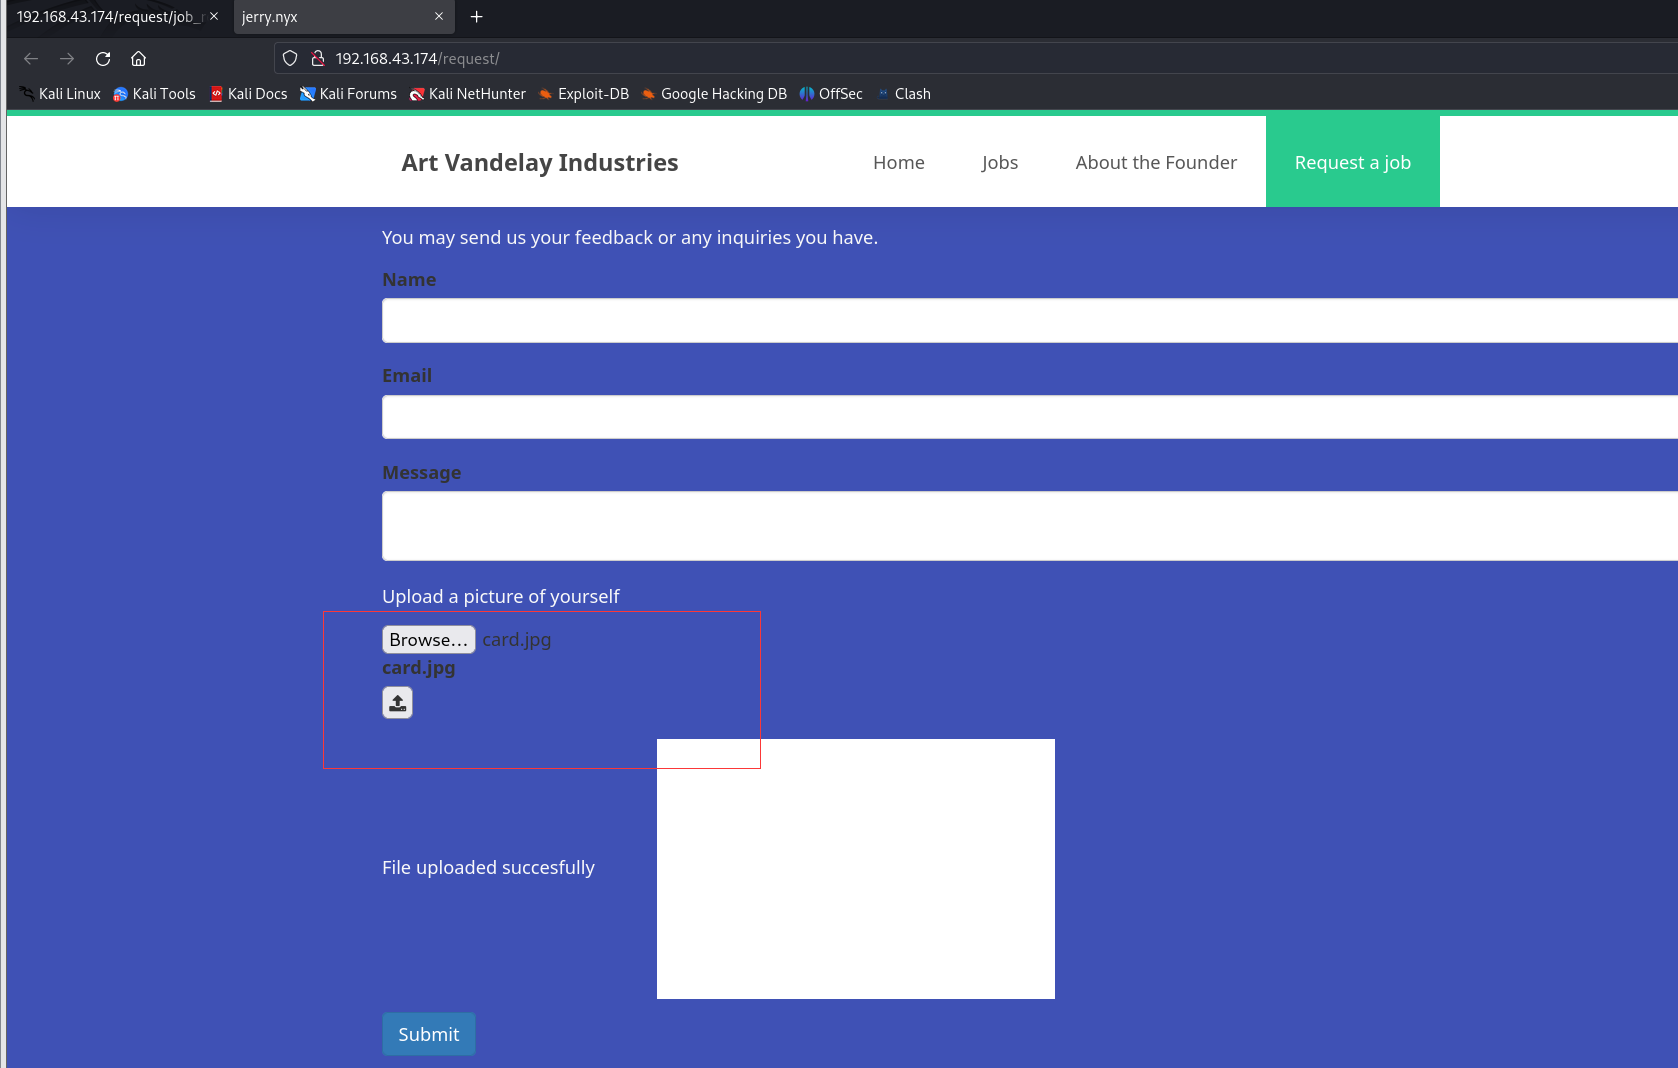 192.168.43.174/request/job_r
jerry.nyx
192.168.43.174/request/
Kali Linux Kali Tools Kali Docs Kali Forums Kali NetHunter Exploit-DB Google Hacking DB OffSec Clash
Art Vandelay Industries Home Jobs About the Founder Request a job
You may send us your feedback or any inquiries you have.
Name
Email
Message
Upload a picture of yourself
Browse... card.jpg
card.jpg
File uploaded succesfully
Submit